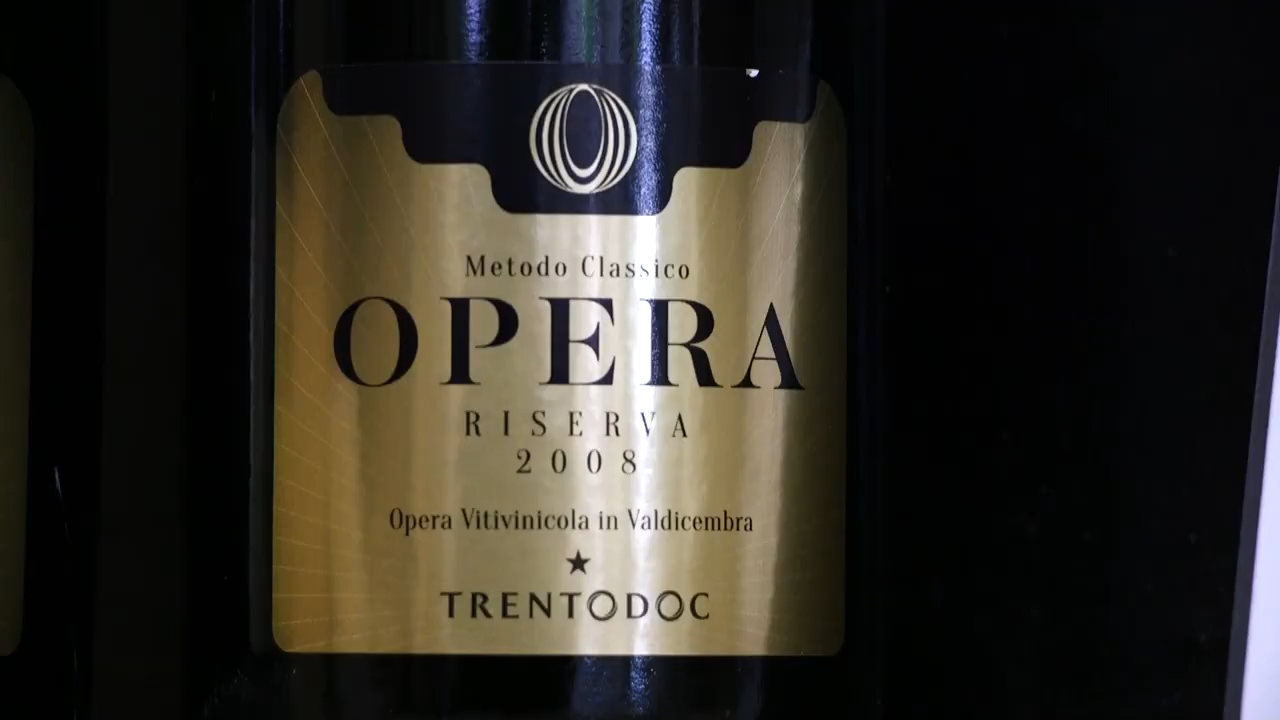 Metodo Classico
OPERA
RISERVA
2008
Opera Vitivinicola in Valdicembra
TRENTODOC